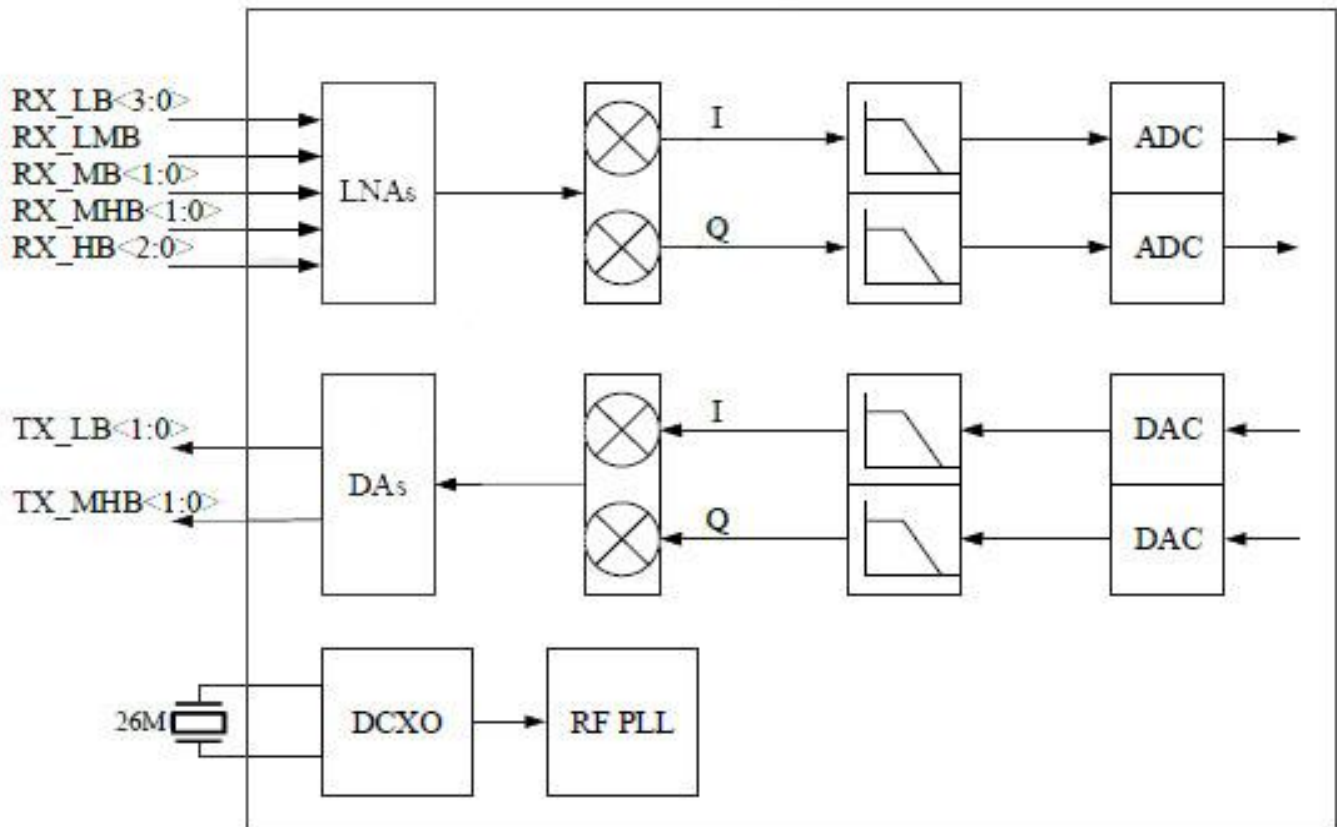 RX_LB<3:0>
RX_LMB
RX_MB<1:0>
RX_MHB<1:0>
RX_HB<2:0>
LNAs
I
Q
ADC
ADC
TX_LB<1:0>
TX_MHB<1:0>
DAs
I
Q
DAC
DAC
26M
DCXO
RF PLL